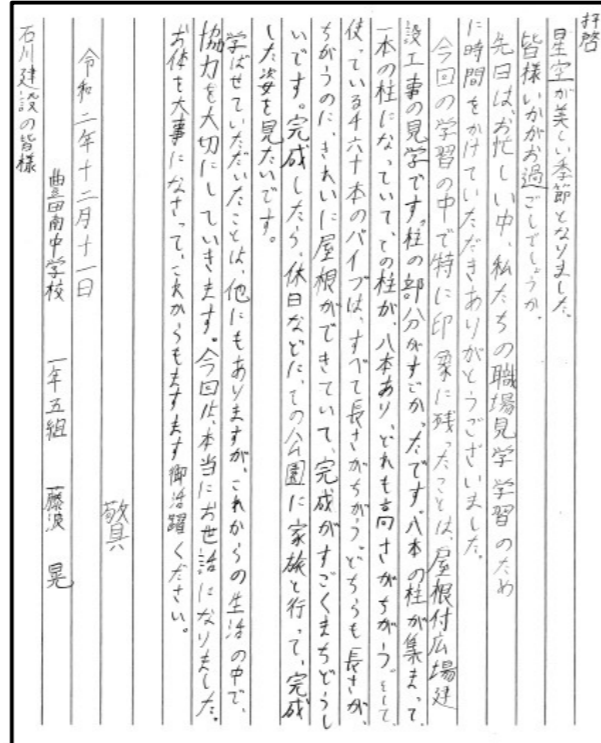 拝啓
星空が美しい季節となりました。
皆様いかがお過ごしでしょうか。
先日はお忙しい中、私たちの職場見学学習のため
に時間をかけていただきありがとうございました。
今回の学習の中で特に印象に残ったことは、屋根付広場建
設工事の見学です。柱の部分がすごかったです。八本の柱が集まって、
一本の柱になっていて、その柱が、八本あり、どれも高さがちがう。そして、
使っている千六十本のパイプは、すべて長さがちがう。どちらも長さが、
ちがうのに、きれいに屋根ができていて、完成がすごくまちどうし
いです。完成したら、休日などに、その公園に家族と行って、完成
した姿を見たいです。
学ばせていただいたことは、他にもありますが、これからの生活の中で、
協力を大切にしていきます。今回は、本当にお世話になりました。
お体を大事になさって、これからもますます御活躍ください。
敬具
令和二年十二月十一日
豊田南中学校 一年五組 藤波 晃
石川建設の皆様